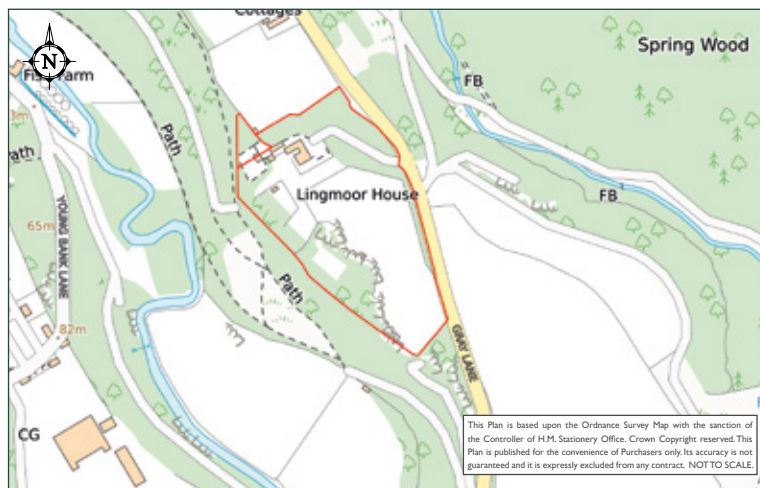 Cottages
Spring Wood
N
Farm
FB
Path
FB
Lingmoor House
YOUNG BANK LANE
65m
Path
82m
GRAY LANE
CG
This Plan is based upon the Ordnance Survey Map with the sanction of
the Controller of H.M. Stationery Office. Crown Copyright reserved. This
Plan is published for the convenience of Purchasers only. Its accuracy is not
guaranteed and it is expressly excluded from any contract. NOT TO SCALE.